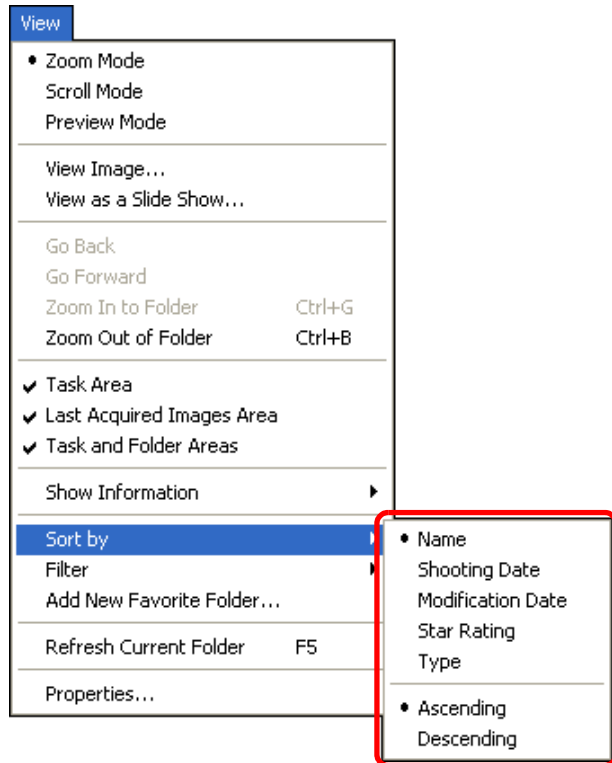 View
Zoom Mode
Scroll Mode
Preview Mode
View Image...
View as a Slide Show...
Go Back
Go Forward
Zoom In to Folder Ctrl+G
Zoom Out of Folder Ctrl+B
Task Area
Last Acquired Images Area
Task and Folder Areas
Show Information
Sort by
Filter
Add New Favorite Folder...
Refresh Current Folder F5
Properties...
Name
Shooting Date
Modification Date
Star Rating
Type
Ascending
Descending